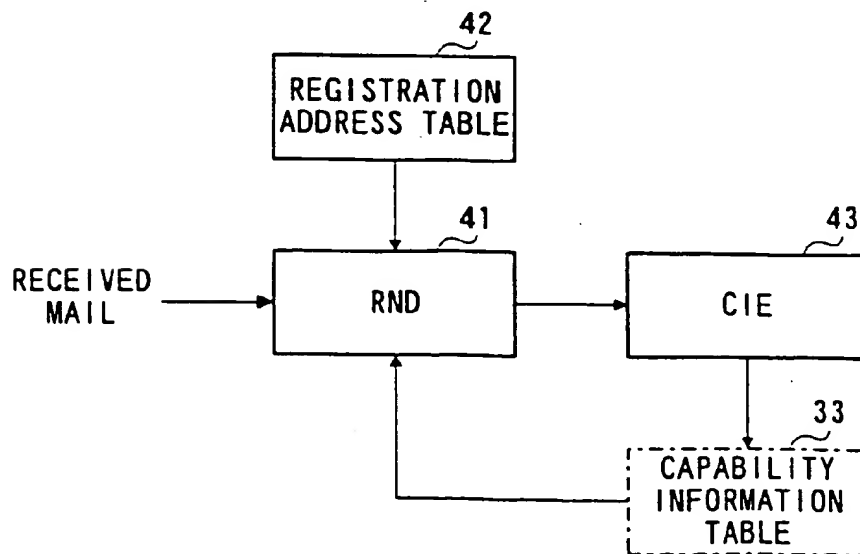 42
REGISTRATION
ADDRESS TABLE
41
43
RECEIVED
MAIL
RND
CIE
33
CAPABILITY
INFORMATION
TABLE